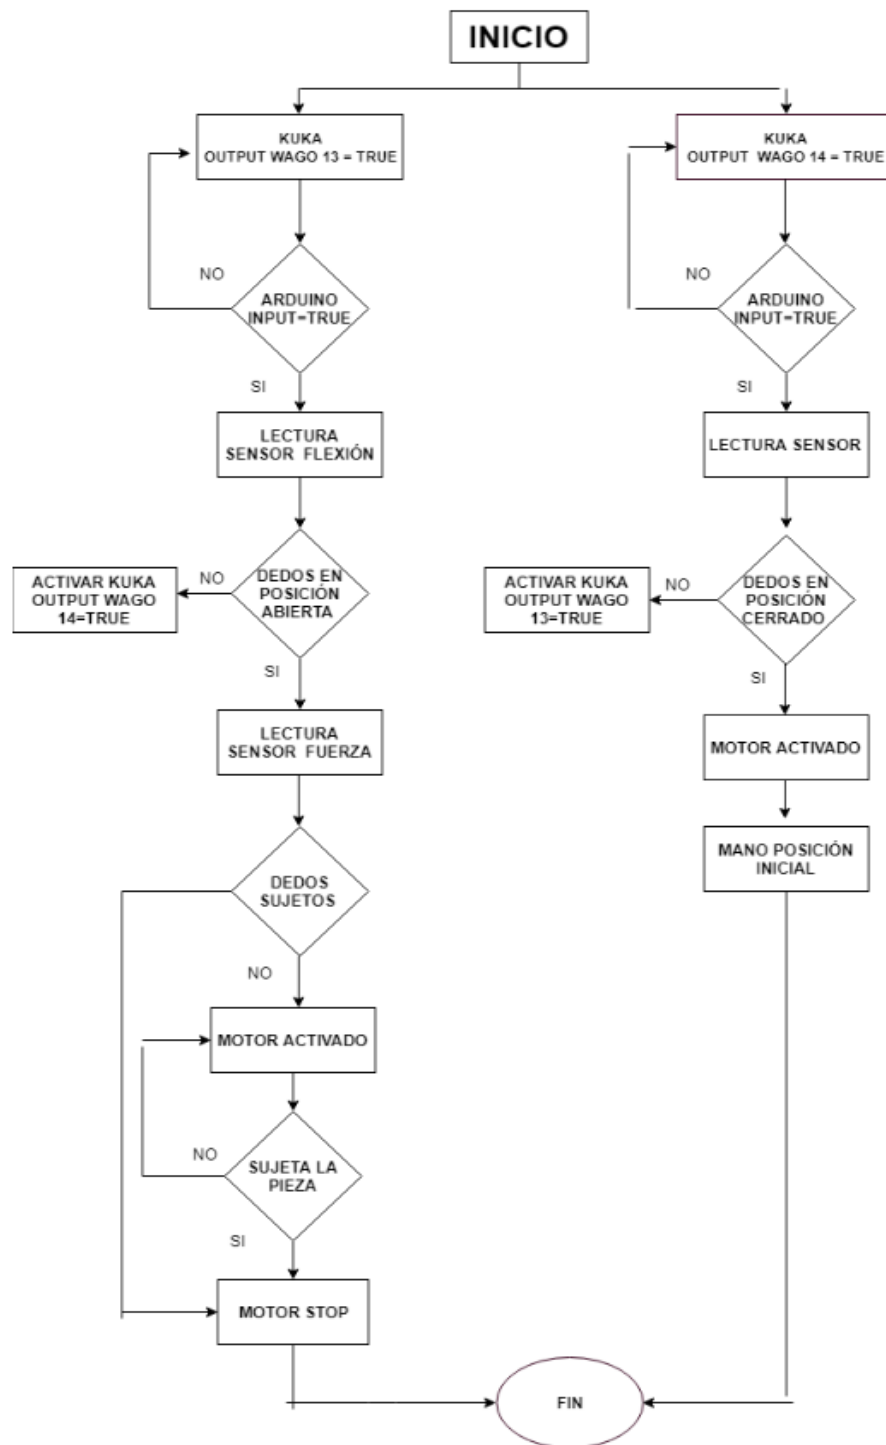 INICIO
KUKA
OUTPUT WAGO 13 = TRUE
NO
ARDUINO
INPUT=TRUE
SI
LECTURA
SENSOR FLEXIÓN
DEDOS EN
POSICIÓN
ABIERTA
NO
ACTIVAR KUKA
OUTPUT WAGO
14=TRUE
SI
LECTURA
SENSOR FUERZA
DEDOS
SUJETOS
NO
MOTOR ACTIVADO
SUJETA LA
PIEZA
NO
SI
MOTOR STOP
KUKA
OUTPUT WAGO 14 = TRUE
NO
ARDUINO
INPUT=TRUE
SI
LECTURA SENSOR
DEDOS EN
POSICIÓN
CERRADO
NO
ACTIVAR KUKA
OUTPUT WAGO
13=TRUE
SI
MOTOR ACTIVADO
MANO POSICIÓN
INICIAL
FIN